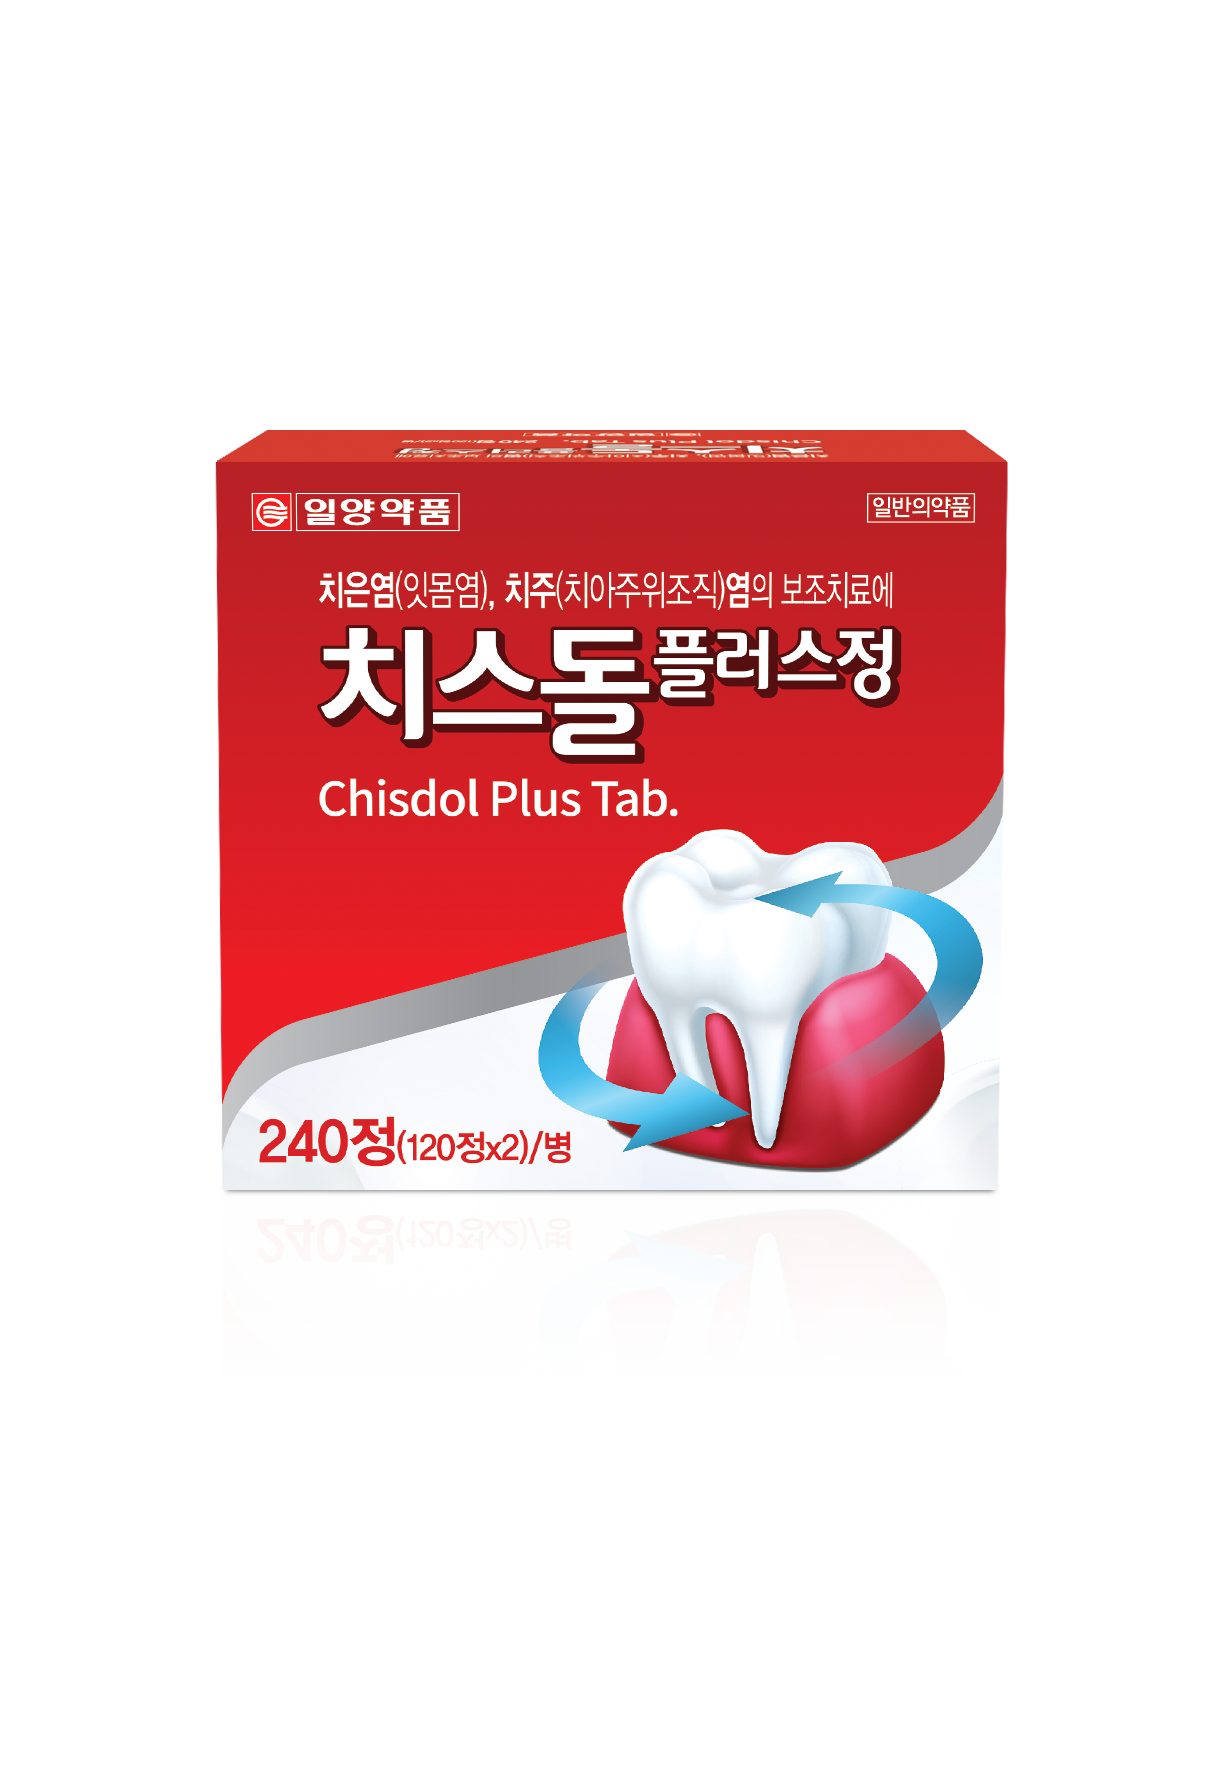 일양약품
일반의약품
치은염(잇몸염), 치주(치아주위조직)염의 보조치료에
치스돌플러스정
Chisdol Plus Tab.
240정(120정x2)/병